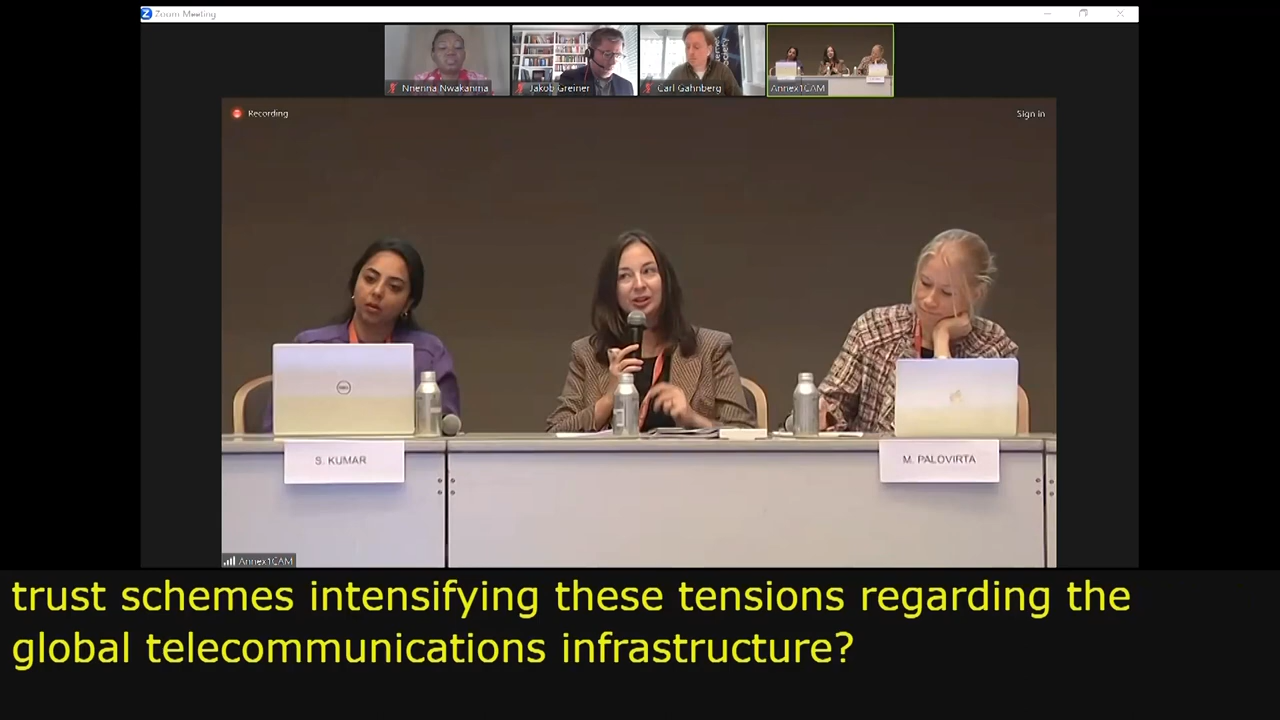 Zoom Meeting
Nnenna Nwakanma
Jakob Greiner
Carl Gahnberg
Annex1CAM
Recording
Sign in
DELL
S. KUMAR
M. PALOVIRTA
Annex1CAM
trust schemes intensifying these tensions regarding the
global telecommunications infrastructure?